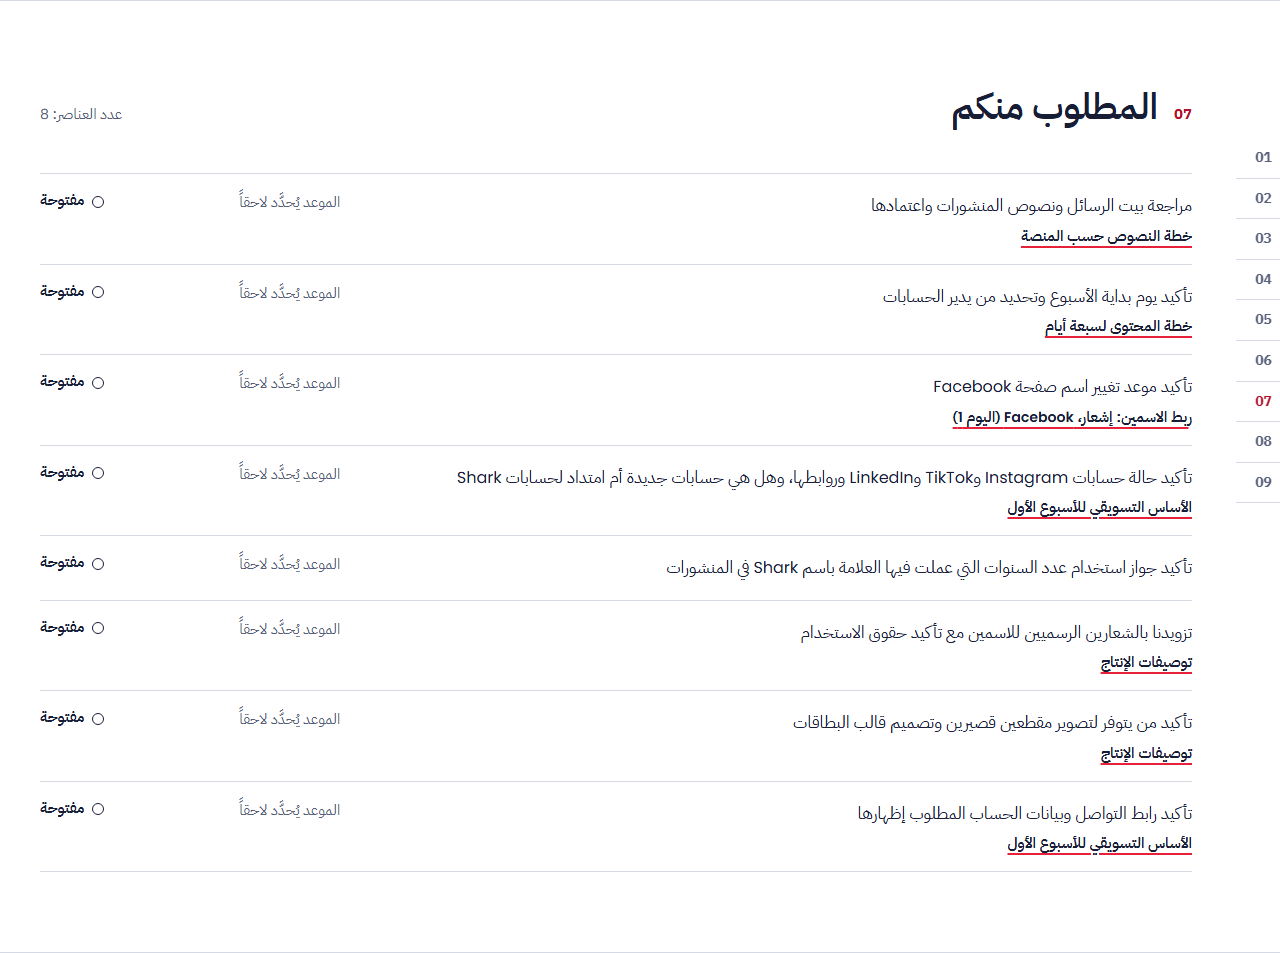 07 المطلوب منكم
عدد العناصر: 8
مراجعة بيت الرسائل ونصوص المنشورات واعتمادها
خطة النصوص حسب المنصة
الموعد يُحدَّد لاحقاً
مفتوحة
تأكيد يوم بداية الأسبوع وتحديد من يدير الحسابات
خطة المحتوى لسبعة أيام
الموعد يُحدَّد لاحقاً
مفتوحة
تأكيد موعد تغيير اسم صفحة Facebook
ربط الاسمين: إشعار، Facebook (اليوم 1)
الموعد يُحدَّد لاحقاً
مفتوحة
تأكيد حالة حسابات Instagram وTikTok وLinkedIn وروابطها، وهل هي حسابات جديدة أم امتداد لحسابات Shark
الأساس التسويقي للأسبوع الأول
الموعد يُحدَّد لاحقاً
مفتوحة
تأكيد جواز استخدام عدد السنوات التي عملت فيها العلامة باسم Shark في المنشورات
الموعد يُحدَّد لاحقاً
مفتوحة
تزويدنا بالشعارين الرسميين للاسمين مع تأكيد حقوق الاستخدام
توصيفات الإنتاج
الموعد يُحدَّد لاحقاً
مفتوحة
تأكيد من يتوفر لتصوير مقطعين قصيرين وتصميم قالب البطاقات
توصيفات الإنتاج
الموعد يُحدَّد لاحقاً
مفتوحة
تأكيد رابط التواصل وبيانات الحساب المطلوب إظهارها
الأساس التسويقي للأسبوع الأول
الموعد يُحدَّد لاحقاً
مفتوحة
01
02
03
04
05
06
07
08
09